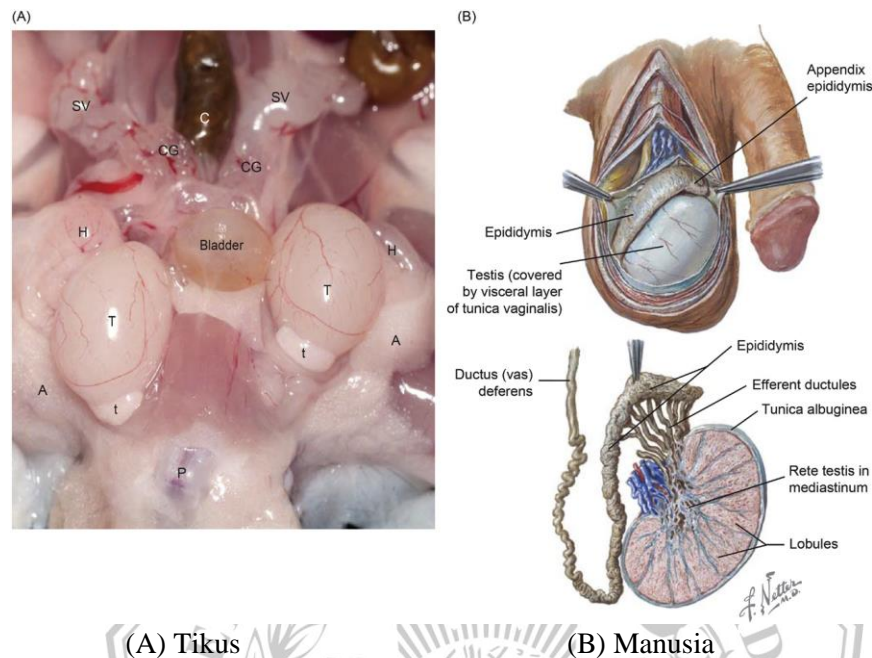 (A)
(B)
SV
C
SV
CG
CG
H
Bladder
H
T
T
A
t
A
t
P
Appendix
epididymis
Epididymis
Testis (covered
by visceral layer
of tunica vaginalis)
Ductus (vas)
deferens
Epididymis
Efferent ductules
Tunica albuginea
Rete testis in
mediastinum
Lobules
F. Netter
M.D.
(A) Tikus
(B) Manusia